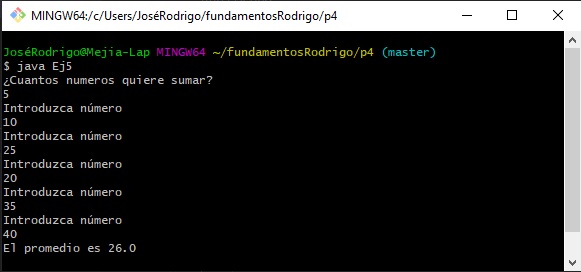 MINGW64:/c/Users/JoséRodrigo/fundamentosRodrigo/p4
JoséRodrigo@Mejia-Lap MINGW64 ~/fundamentosRodrigo/p4 (master)
$ java Ej5
¿Cuantos numeros quiere sumar?
5
Introduzca número
10
Introduzca número
25
Introduzca número
20
Introduzca número
35
Introduzca número
40
El promedio es 26.0